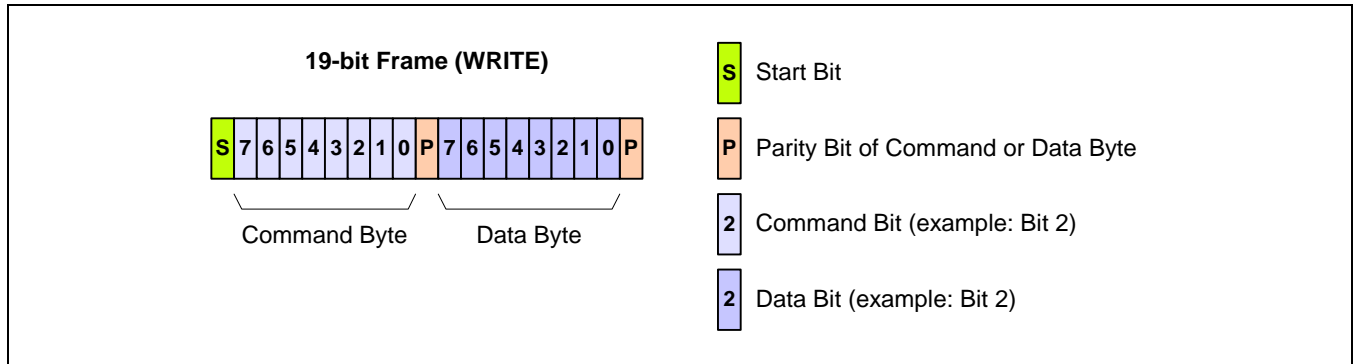 19-bit Frame (WRITE)
S 7 6 5 4 3 2 1 0 P 7 6 5 4 3 2 1 0 P
Command Byte Data Byte
S Start Bit
P Parity Bit of Command or Data Byte
2 Command Bit (example: Bit 2)
2 Data Bit (example: Bit 2)